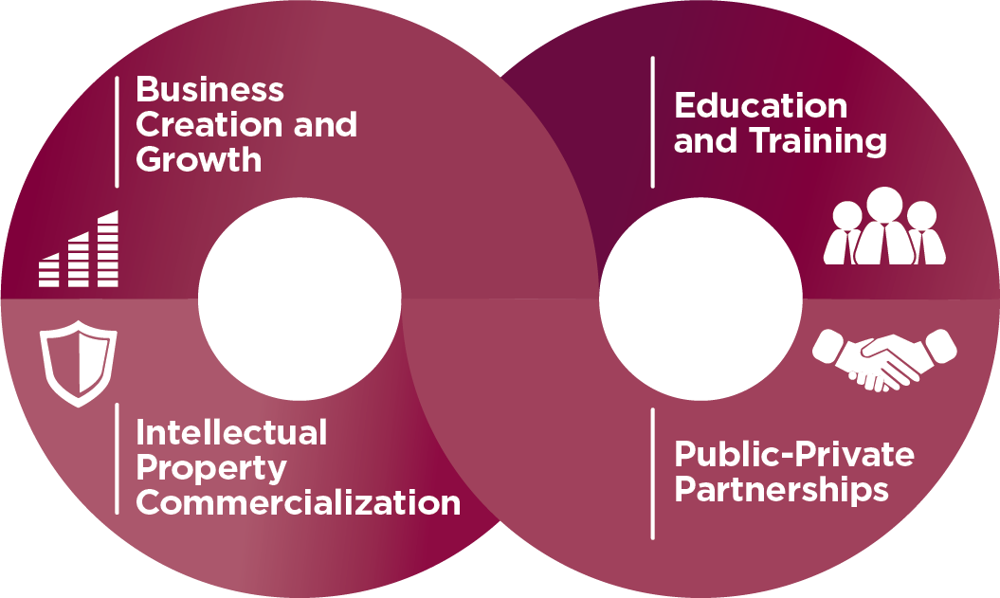 Business
Creation and
Growth
Education
and Training
Intellectual
Property
Commercialization
Public-Private
Partnerships